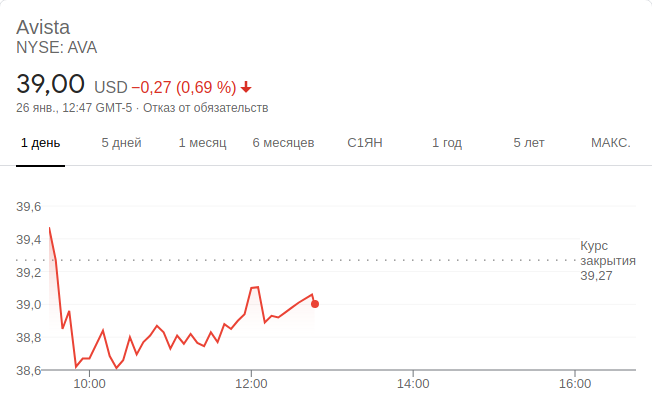 Avista
NYSE: AVA
39,00 USD −0,27 (0,69 %)
26 янв., 12:47 GMT-5 · Отказ от обязательств
1 день 5 дней 1 месяц 6 месяцев С1ЯН 1 год 5 лет МАКС.
39,6
39,4
Курс
закрытия
39,27
39,2
39,0
38,8
38,6
10:00 12:00 14:00 16:00